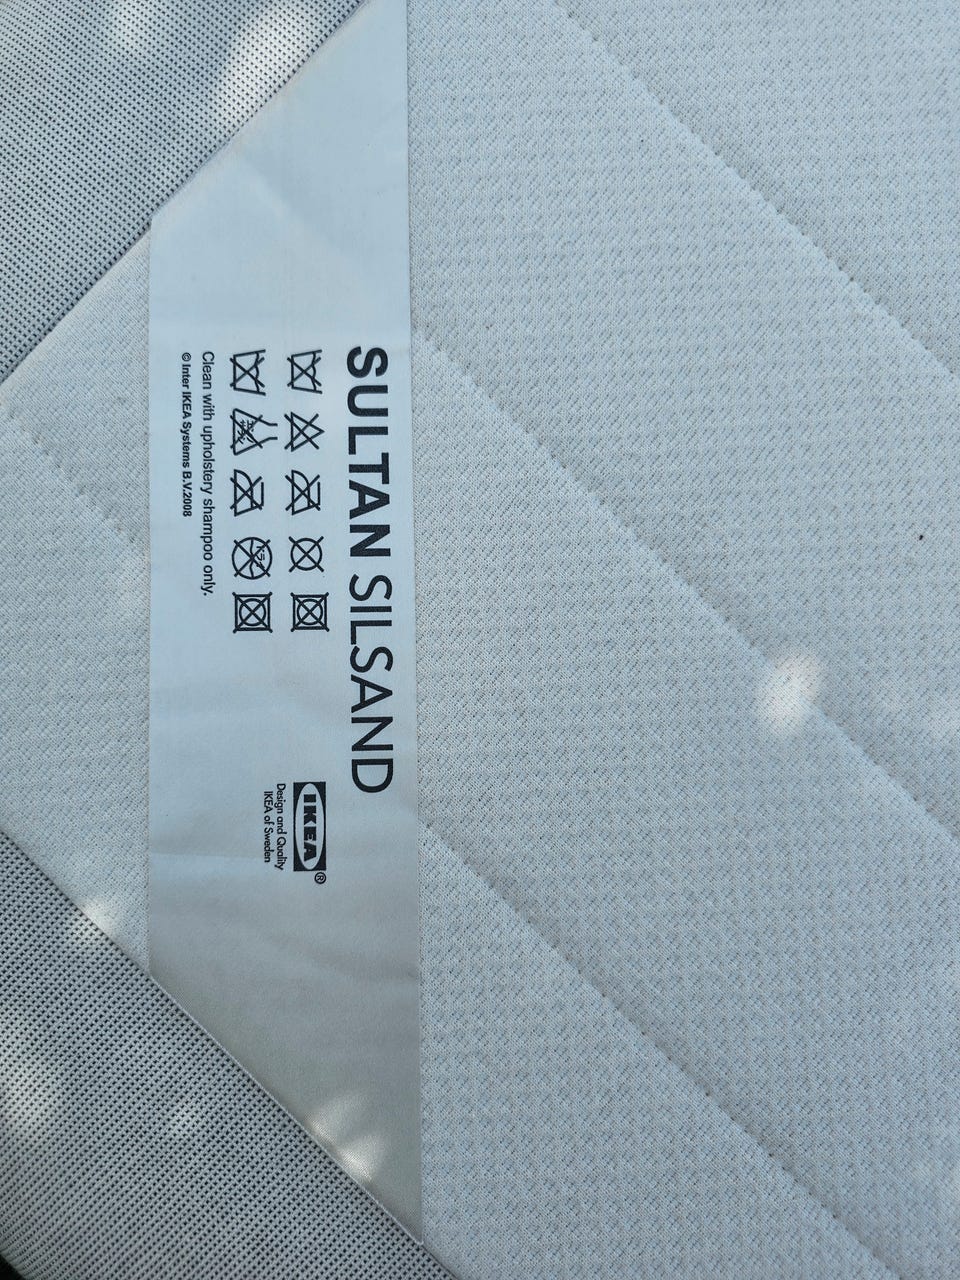 SULTAN SILSAND
Clean with upholstery shampoo only.
© Inter IKEA Systems B.V.2008
IKEA®
Design and Quality
IKEA of Sweden